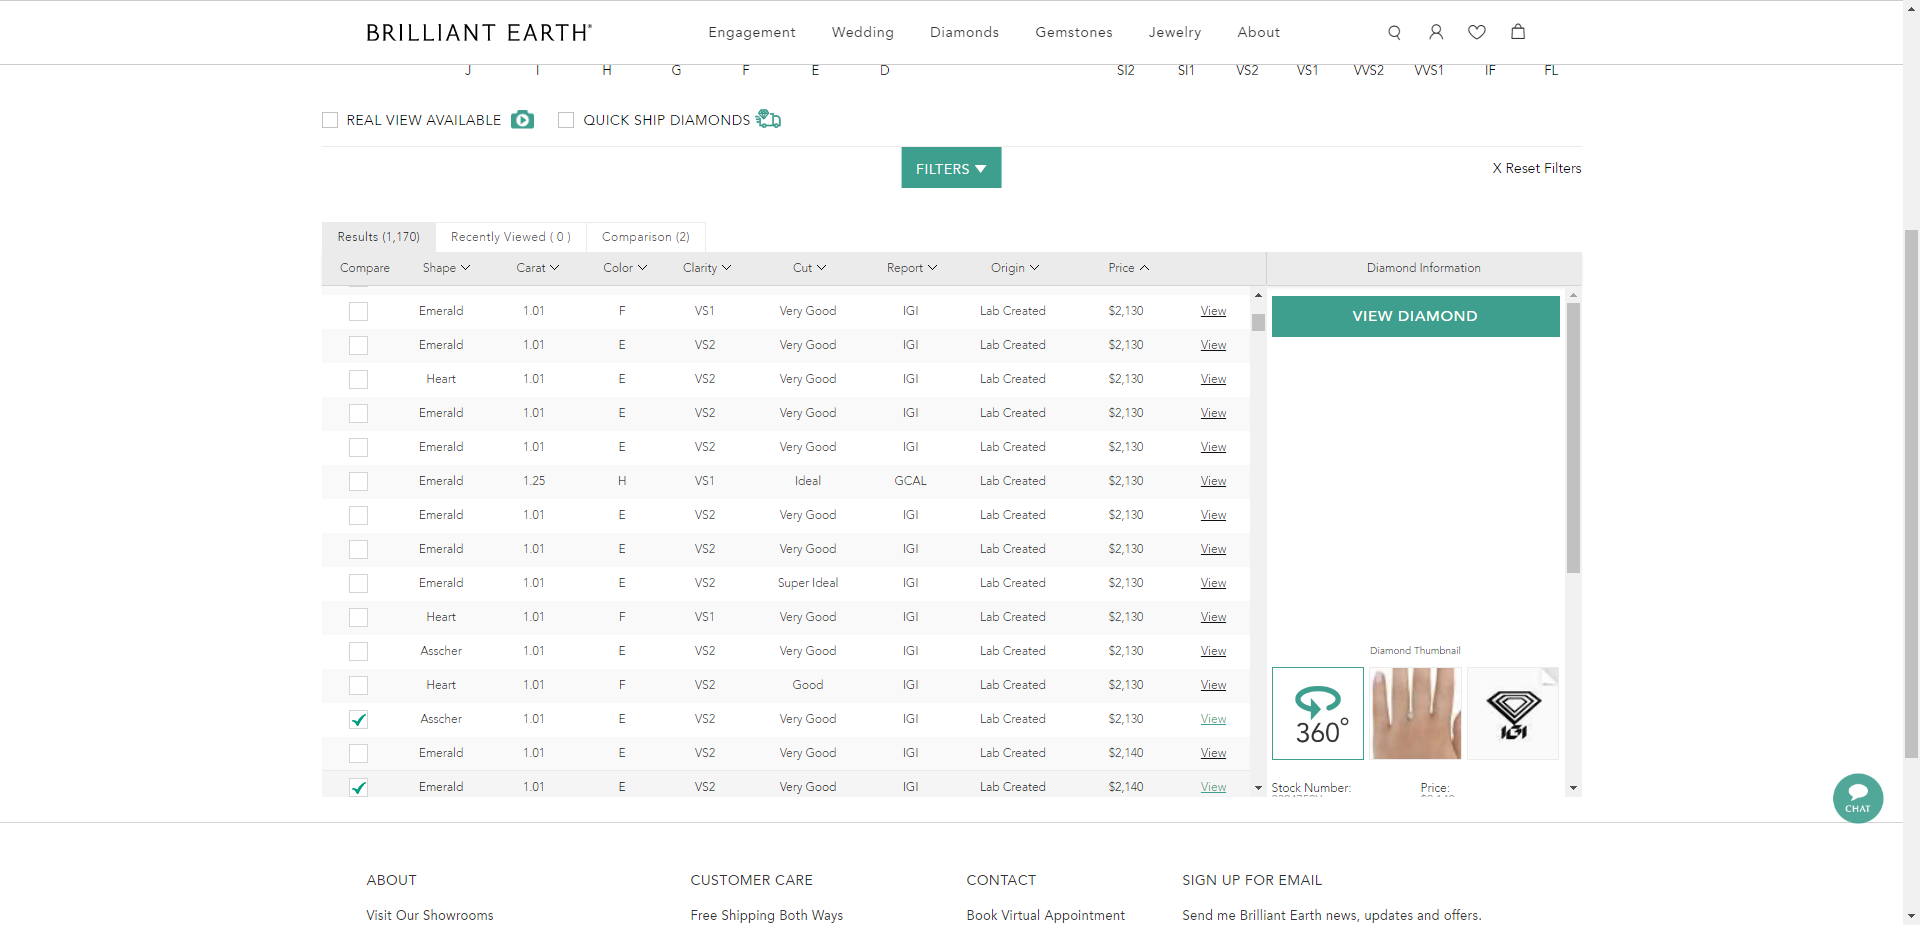 BRILLIANT EARTH®
Engagement Wedding Diamonds Gemstones Jewelry About
J I H G F E D SI2 SI1 VS2 VS1 VVS2 VVS1 IF FL
REAL VIEW AVAILABLE QUICK SHIP DIAMONDS
FILTERS
X Reset Filters
Results (1,170) Recently Viewed ( 0 ) Comparison (2)
Compare Shape Carat Color Clarity Cut Report Origin Price Diamond Information
Emerald 1.01 F VS1 Very Good IGI Lab Created $2,130 View
VIEW DIAMOND
Emerald 1.01 E VS2 Very Good IGI Lab Created $2,130 View
Heart 1.01 E VS2 Very Good IGI Lab Created $2,130 View
Emerald 1.01 E VS2 Very Good IGI Lab Created $2,130 View
Emerald 1.01 E VS2 Very Good IGI Lab Created $2,130 View
Emerald 1.25 H VS1 Ideal GCAL Lab Created $2,130 View
Emerald 1.01 E VS2 Very Good IGI Lab Created $2,130 View
Emerald 1.01 E VS2 Very Good IGI Lab Created $2,130 View
Emerald 1.01 E VS2 Super Ideal IGI Lab Created $2,130 View
Heart 1.01 F VS1 Very Good IGI Lab Created $2,130 View
Asscher 1.01 E VS2 Very Good IGI Lab Created $2,130 View
Diamond Thumbnail
Heart 1.01 F VS2 Good IGI Lab Created $2,130 View
Asscher 1.01 E VS2 Very Good IGI Lab Created $2,130 View
360°
IGI
Emerald 1.01 E VS2 Very Good IGI Lab Created $2,140 View
Emerald 1.01 E VS2 Very Good IGI Lab Created $2,140 View
Stock Number: Price:
CHAT
ABOUT CUSTOMER CARE CONTACT SIGN UP FOR EMAIL
Visit Our Showrooms Free Shipping Both Ways Book Virtual Appointment Send me Brilliant Earth news, updates and offers.